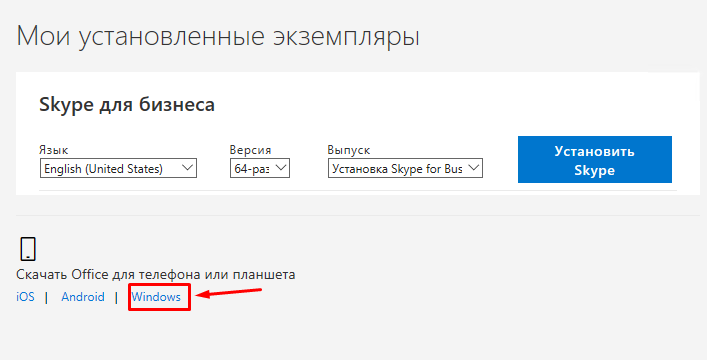 Мои установленные экземпляры
Skype для бизнеса
Язык Версия Выпуск
English (United States) 64-раз Установка Skype for Bus
Установить
Skype
Скачать Office для телефона или планшета
iOS | Android | Windows